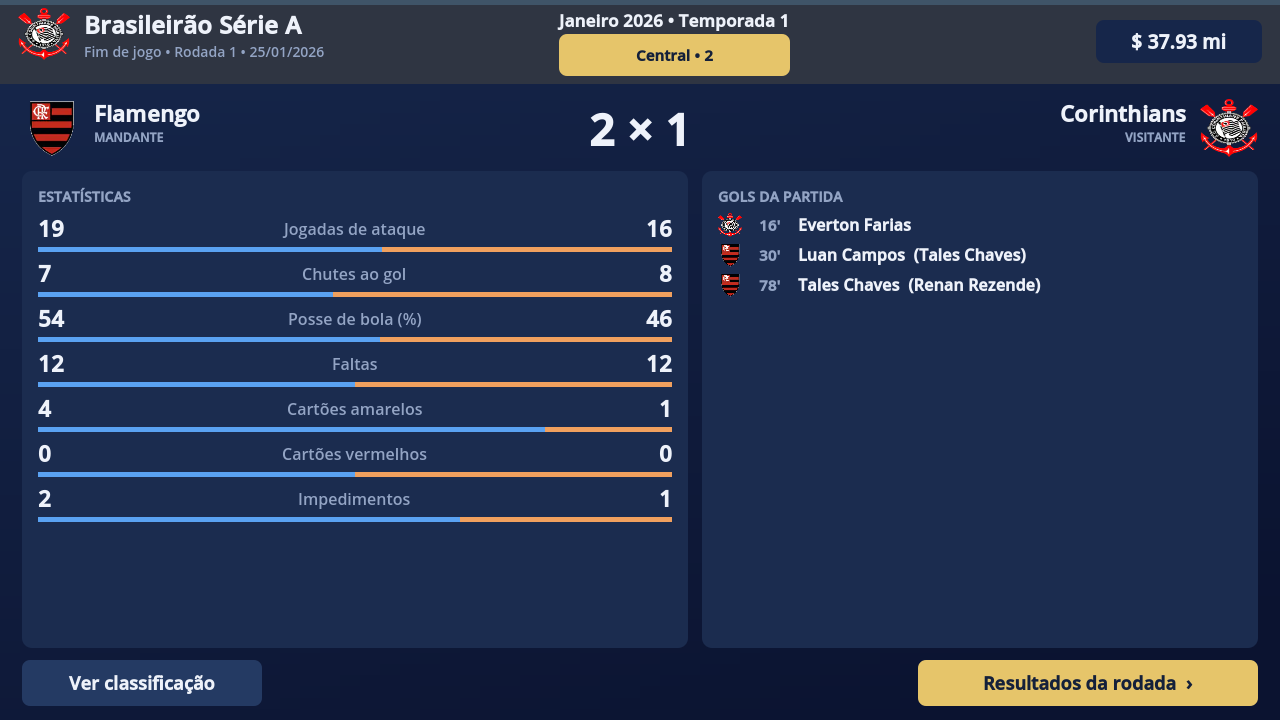 Brasileirão Série A
Fim de jogo • Rodada 1 • 25/01/2026
Janeiro 2026 • Temporada 1
Central • 2
$ 37.93 mi
Flamengo
MANDANTE
2 × 1
Corinthians
VISITANTE
ESTATÍSTICAS
19 Jogadas de ataque 16
7 Chutes ao gol 8
54 Posse de bola (%) 46
12 Faltas 12
4 Cartões amarelos 1
0 Cartões vermelhos 0
2 Impedimentos 1
GOLS DA PARTIDA
16' Everton Farias
30' Luan Campos (Tales Chaves)
78' Tales Chaves (Renan Rezende)
Ver classificação
Resultados da rodada ›